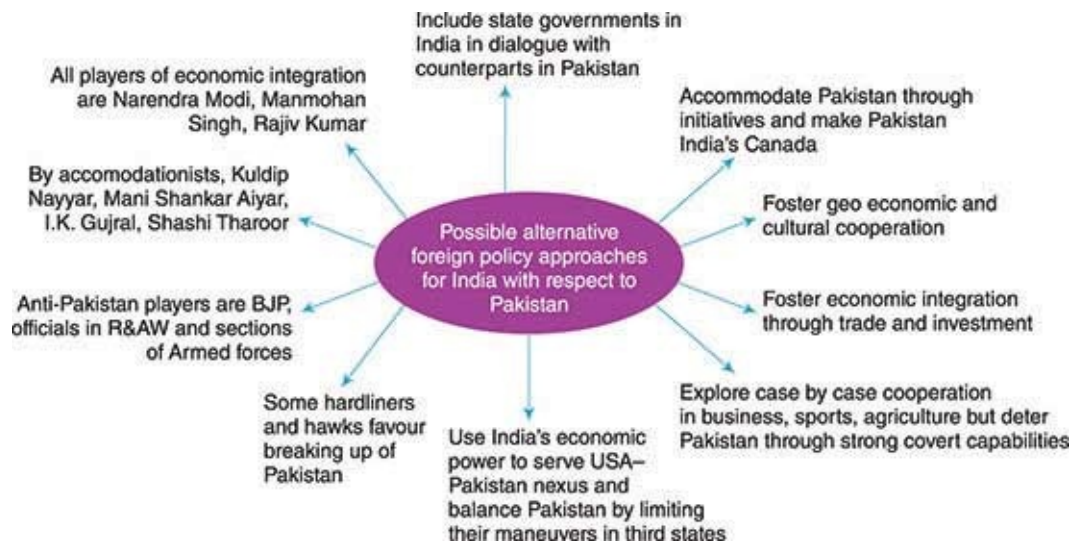 Include state governments in
India in dialogue with
counterparts in Pakistan
All players of economic integration
are Narendra Modi, Manmohan
Singh, Rajiv Kumar
Accommodate Pakistan through
initiatives and make Pakistan
India's Canada
By accomodationists, Kuldip
Nayyar, Mani Shankar Aiyar,
I.K. Gujral, Shashi Tharoor
Foster geo economic and
cultural cooperation
Possible alternative
foreign policy approaches
for India with respect to
Pakistan
Anti-Pakistan players are BJP,
officials in R&AW and sections
of Armed forces
Foster economic integration
through trade and investment
Some hardliners
and hawks favour
breaking up of
Pakistan
Use India's economic
power to serve USA–
Pakistan nexus and
balance Pakistan by limiting
their maneuvers in third states
Explore case by case cooperation
in business, sports, agriculture but deter
Pakistan through strong covert capabilities